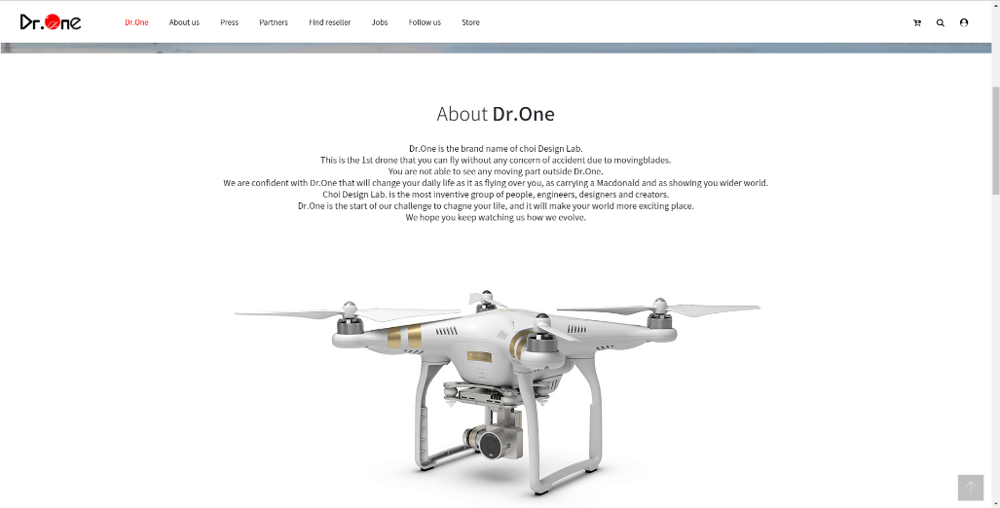 Dr.One
Dr.One
About us
Press
Partners
Find reseller
Jobs
Follow us
Store
About Dr.One
Dr.One is the brand name of choi Design Lab.
This is the 1st drone that you can fly without any concern of accident due to movingblades.
You are not able to see any moving part outside Dr.One.
We are confident with Dr.One that will change your daily life as it as flying over you, as carrying a Macdonald and as showing you wider world.
Choi Design Lab. is the most inventive group of people, engineers, designers and creators.
Dr.One is the start of our challenge to chagne your life, and it will make your world more exciting place.
We hope you keep watching us how we evolve.